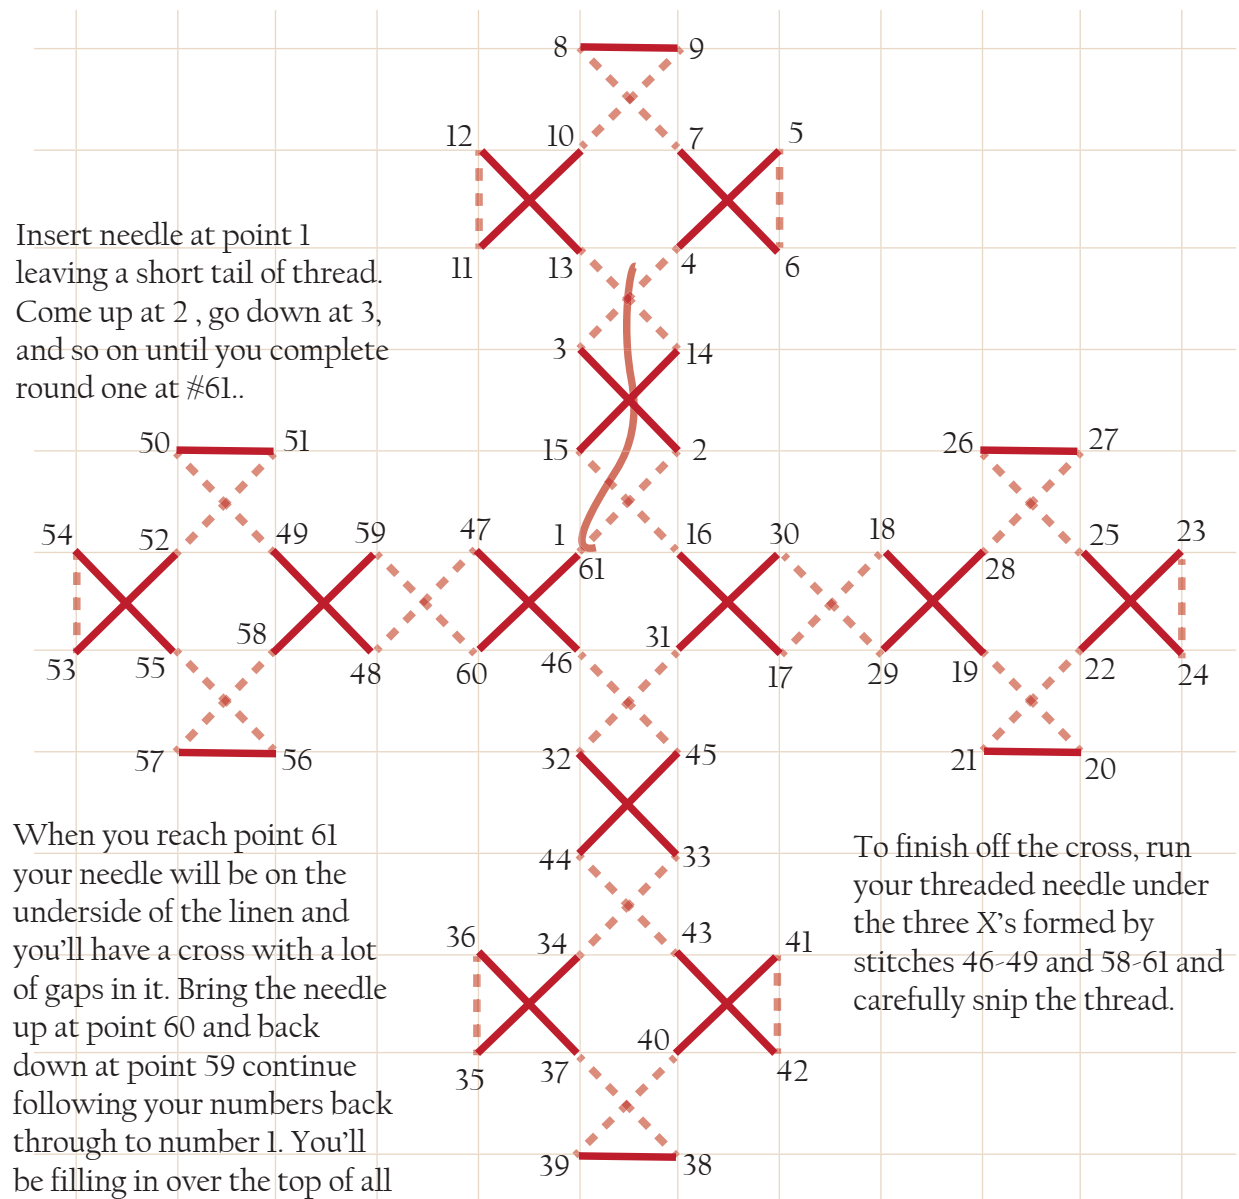 8 9
12 10 7 5
Insert needle at point 1
leaving a short tail of thread.
Come up at 2 , go down at 3,
and so on until you complete
round one at #61..
11 13 4 6
3 14
15 2
50 51
26 27
54 52 49 59 47 1 16 30 18 25 23
61 28
58 31
53 55 48 60 46 17 29 19 22 24
57 56 32 45 21 20
When you reach point 61
your needle will be on the
underside of the linen and
you'll have a cross with a lot
of gaps in it. Bring the needle
up at point 60 and back
down at point 59 continue
following your numbers back
through to number 1. You'll
be filling in over the top of all
44 33
36 34 43 41
35 37 40 42
39 38
To finish off the cross, run
your threaded needle under
the three X's formed by
stitches 46-49 and 58-61 and
carefully snip the thread.